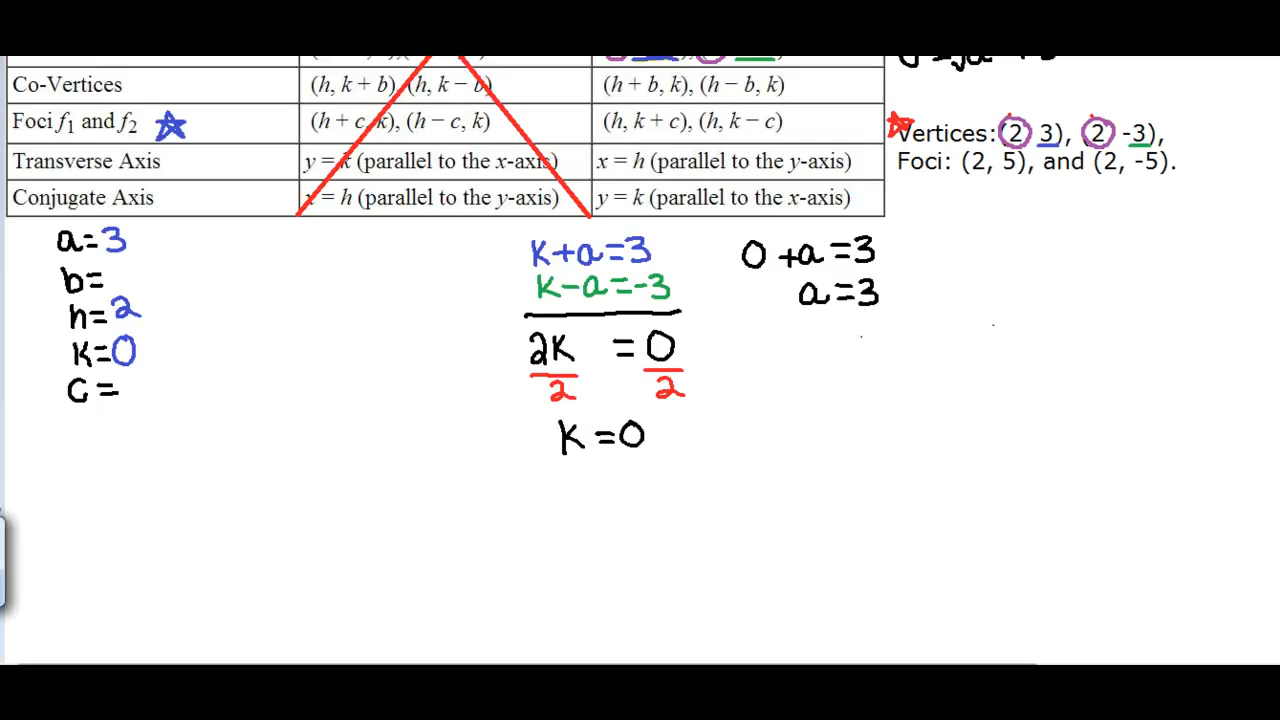 Co-Vertices (h, k + b), (h, k − b) (h + b, k), (h − b, k)
Foci f1 and f2 (h + c, k), (h − c, k) (h, k + c), (h, k − c)
Transverse Axis y = k (parallel to the x-axis) x = h (parallel to the y-axis)
Conjugate Axis x = h (parallel to the y-axis) y = k (parallel to the x-axis)
Vertices: (2, 3), (2, -3),
Foci: (2, 5), and (2, -5).
a=3
b=
h=2
k=0
c=
k+a=3
k-a=-3
2k = 0
2 2
k=0
0+a=3
a=3